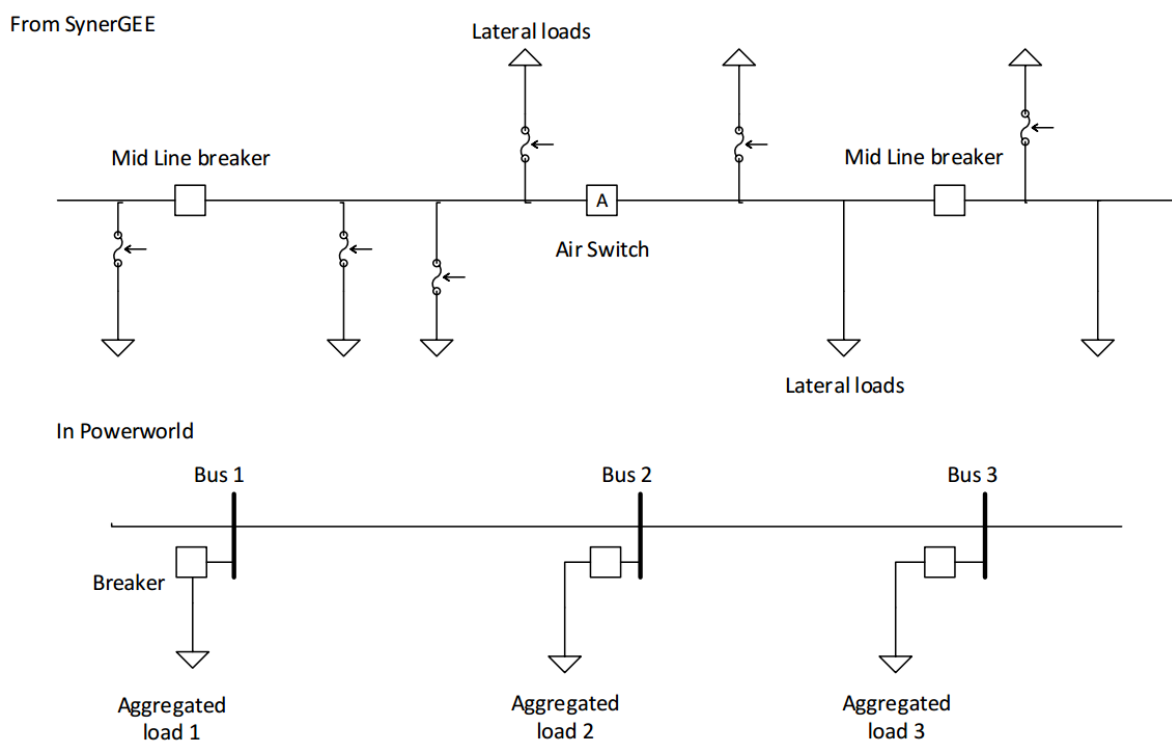 From SynerGEE
Lateral loads
Mid Line breaker
Mid Line breaker
A
Air Switch
Lateral loads
In Powerworld
Bus 1
Bus 2
Bus 3
Breaker
Aggregated
load 1
Aggregated
load 2
Aggregated
load 3